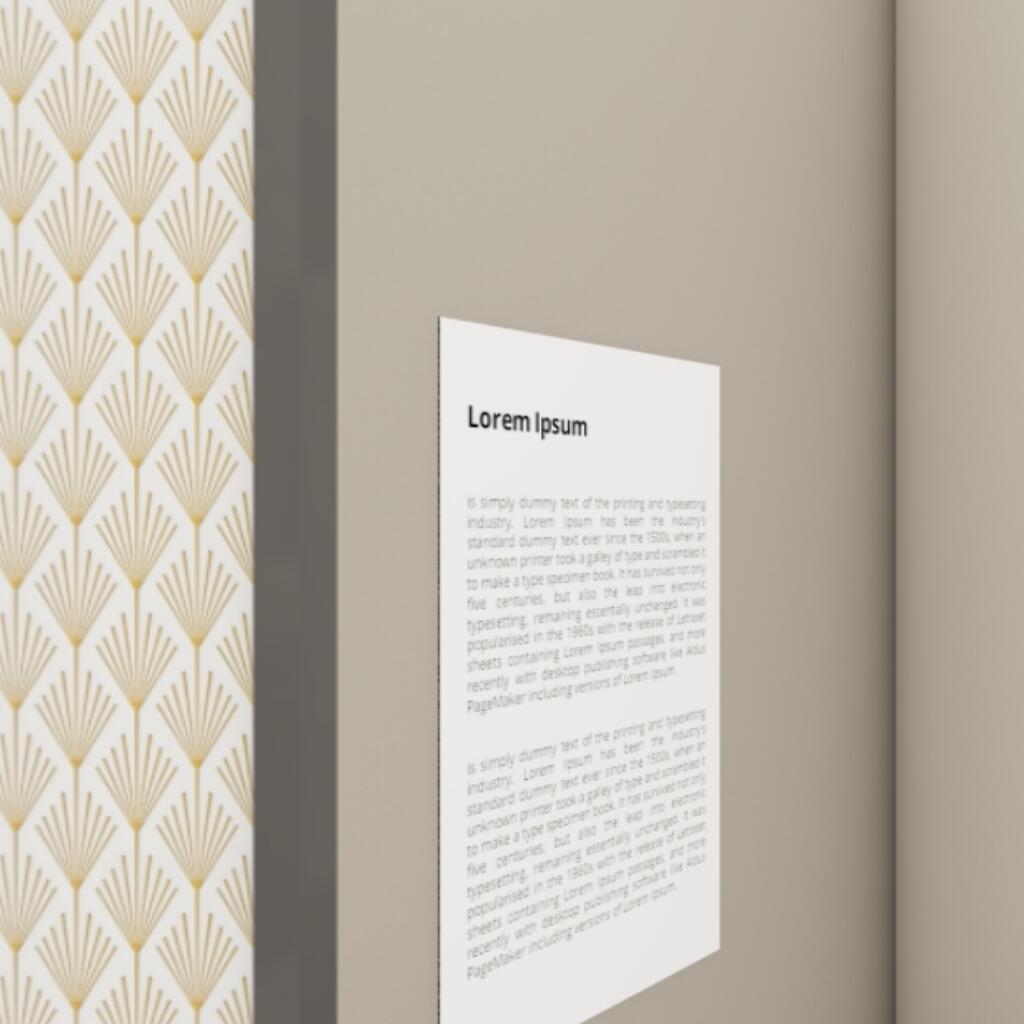 Lorem Ipsum
is simply dummy text of the printing and typesetting
industry. Lorem Ipsum has been the industry's
standard dummy text ever since the 1500s, when an
unknown printer took a galley of type and scrambled it
to make a type specimen book. It has survived not only
five centuries, but also the leap into electronic
typesetting, remaining essentially unchanged. It was
popularised in the 1960s with the release of Letraset
sheets containing Lorem Ipsum passages, and more
recently with desktop publishing software like Aldus
PageMaker including versions of Lorem Ipsum.
is simply dummy text of the printing and typesetting
industry. Lorem Ipsum has been the industry's
standard dummy text ever since the 1500s, when an
unknown printer took a galley of type and scrambled it
to make a type specimen book. It has survived not only
five centuries, but also the leap into electronic
typesetting, remaining essentially unchanged. It was
popularised in the 1960s with the release of Letraset
sheets containing Lorem Ipsum passages, and more
recently with desktop publishing software like Aldus
PageMaker including versions of Lorem Ipsum.